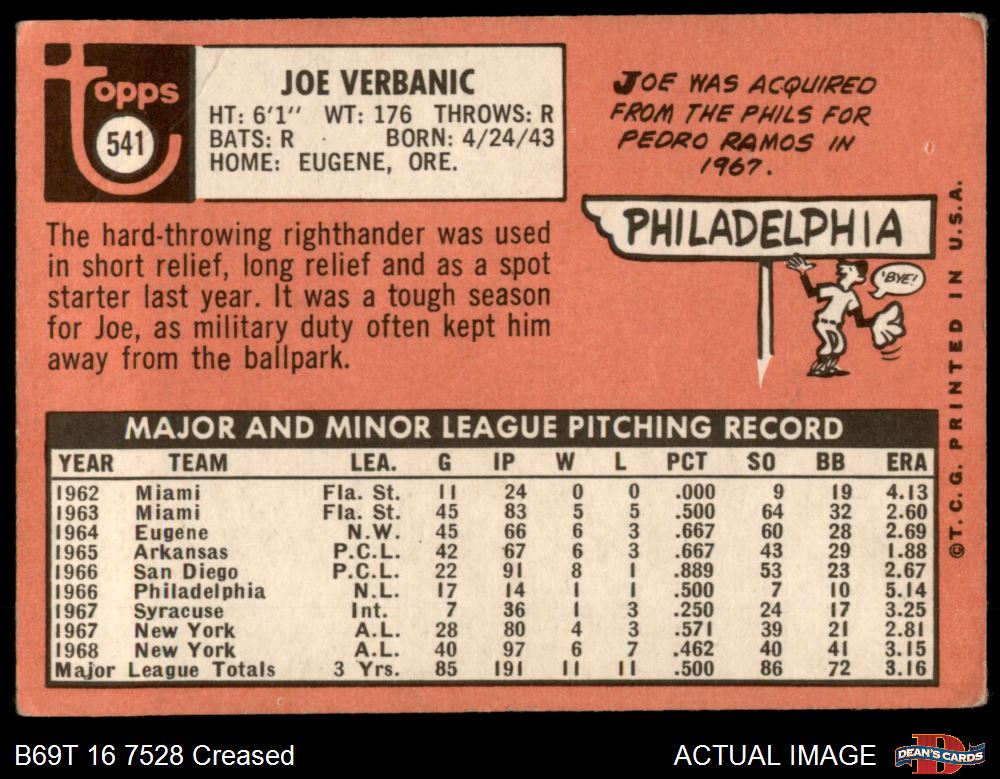 Topps
541
JOE VERBANIC
HT: 6'1" WT: 176 THROWS: R
BATS: R BORN: 4/24/43
HOME: EUGENE, ORE.
JOE WAS ACQUIRED
FROM THE PHILS FOR
PEDRO RAMOS IN
1967.
PHILADELPHIA
'BYE!
The hard-throwing righthander was used
in short relief, long relief and as a spot
starter last year. It was a tough season
for Joe, as military duty often kept him
away from the ballpark.
MAJOR AND MINOR LEAGUE PITCHING RECORD
YEAR TEAM LEA. G IP W L PCT SO BB ERA
1962 Miami Fla. St. 11 24 0 0 .000 9 19 4.13
1963 Miami Fla. St. 45 83 5 5 .500 64 32 2.60
1964 Eugene N.W. 45 66 6 3 .667 60 28 2.69
1965 Arkansas P.C.L. 42 67 6 3 .667 43 29 1.88
1966 San Diego P.C.L. 22 91 8 1 .889 53 23 2.67
1966 Philadelphia N.L. 17 14 1 1 .500 7 10 5.14
1967 Syracuse Int. 7 36 1 3 .250 24 17 3.25
1967 New York A.L. 28 80 4 3 .571 39 21 2.81
1968 New York A.L. 40 97 6 7 .462 40 41 3.15
Major League Totals 3 Yrs. 85 191 11 11 .500 86 72 3.16
© T. C. G. PRINTED IN U.S.A.
B69T 16 7528 Creased
ACTUAL IMAGE
DEAN'S CARDS